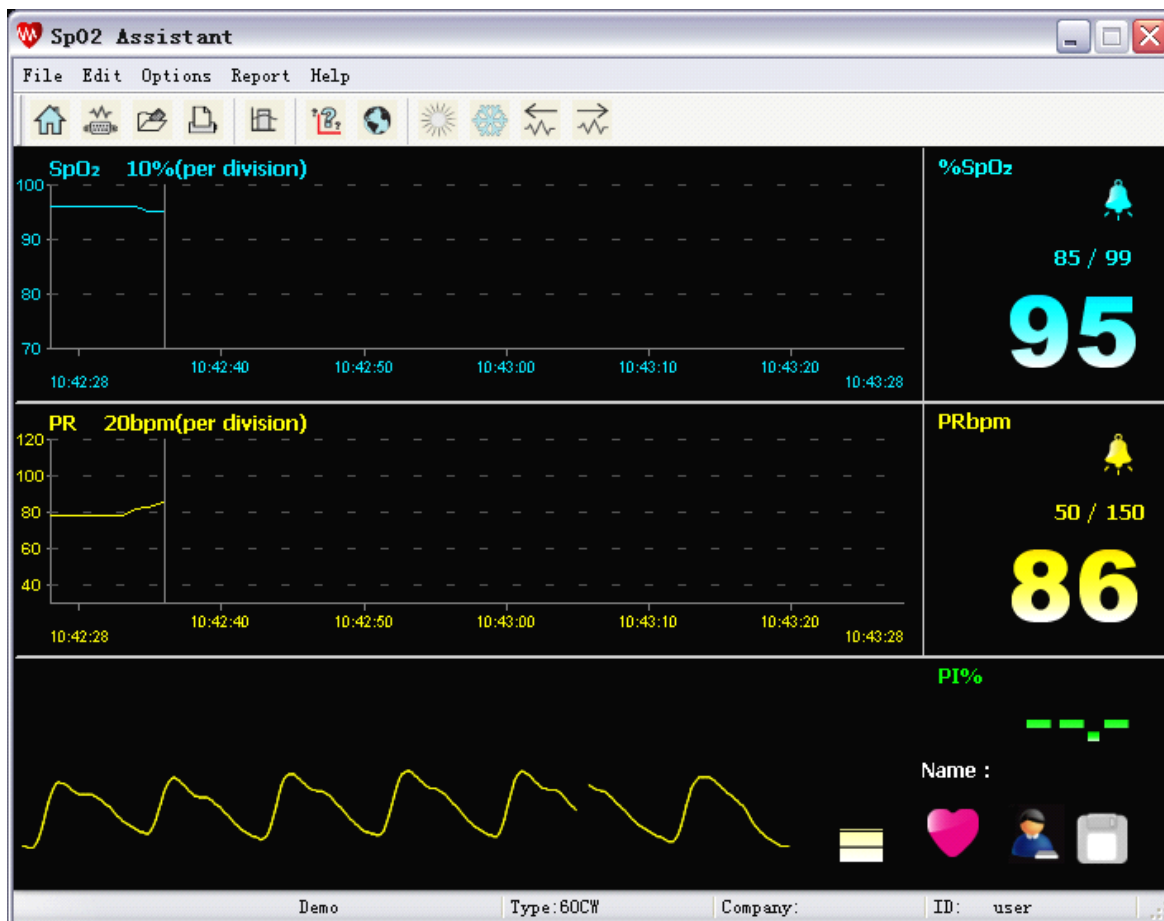 SpO2 Assistant
File Edit Options Report Help
SpO₂ 10%(per division)
100
90
80
70
10:42:28
10:42:40
10:42:50
10:43:00
10:43:10
10:43:20
10:43:28
%SpO₂
85 / 99
95
PR 20bpm(per division)
120
100
80
60
40
10:42:28
10:42:40
10:42:50
10:43:00
10:43:10
10:43:20
10:43:28
PRbpm
50 / 150
86
PI%
--.-
Name :
Demo Type:60CW Company: ID: user